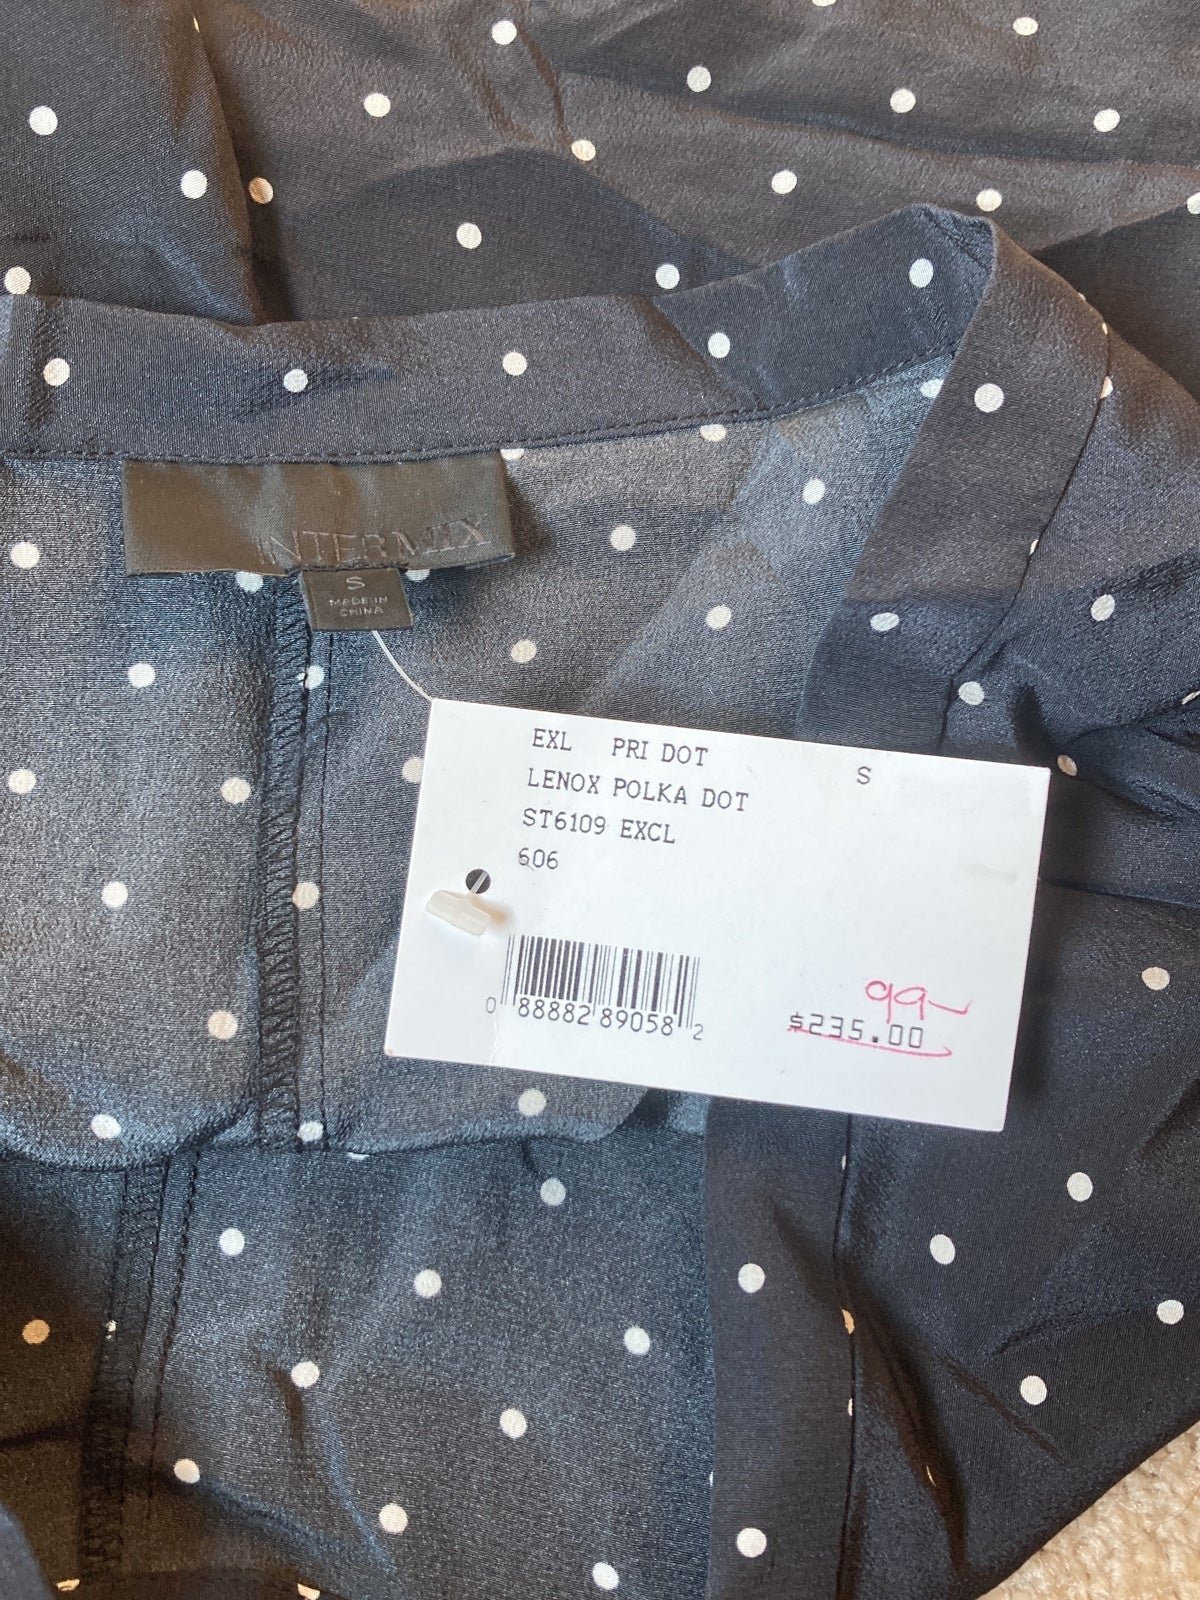 INTERMIX
S
MADE IN
CHINA
EXL PRI DOT S
LENOX POLKA DOT
ST6109 EXCL
606
99-
$235.00
0 88882 89058 2